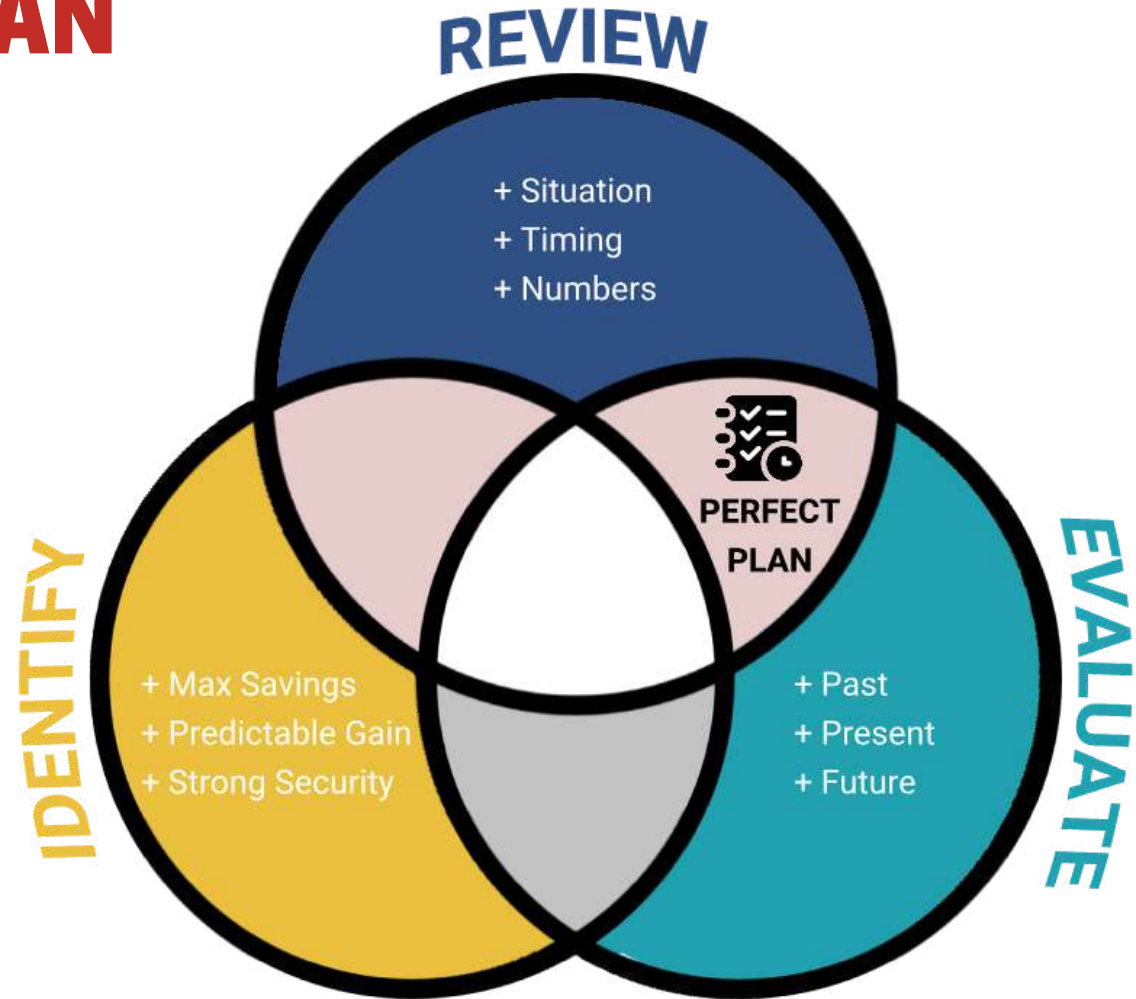 AN
REVIEW
+ Situation
+ Timing
+ Numbers
PERFECT
PLAN
IDENTIFY
+ Max Savings
+ Predictable Gain
+ Strong Security
EVALUATE
+ Past
+ Present
+ Future